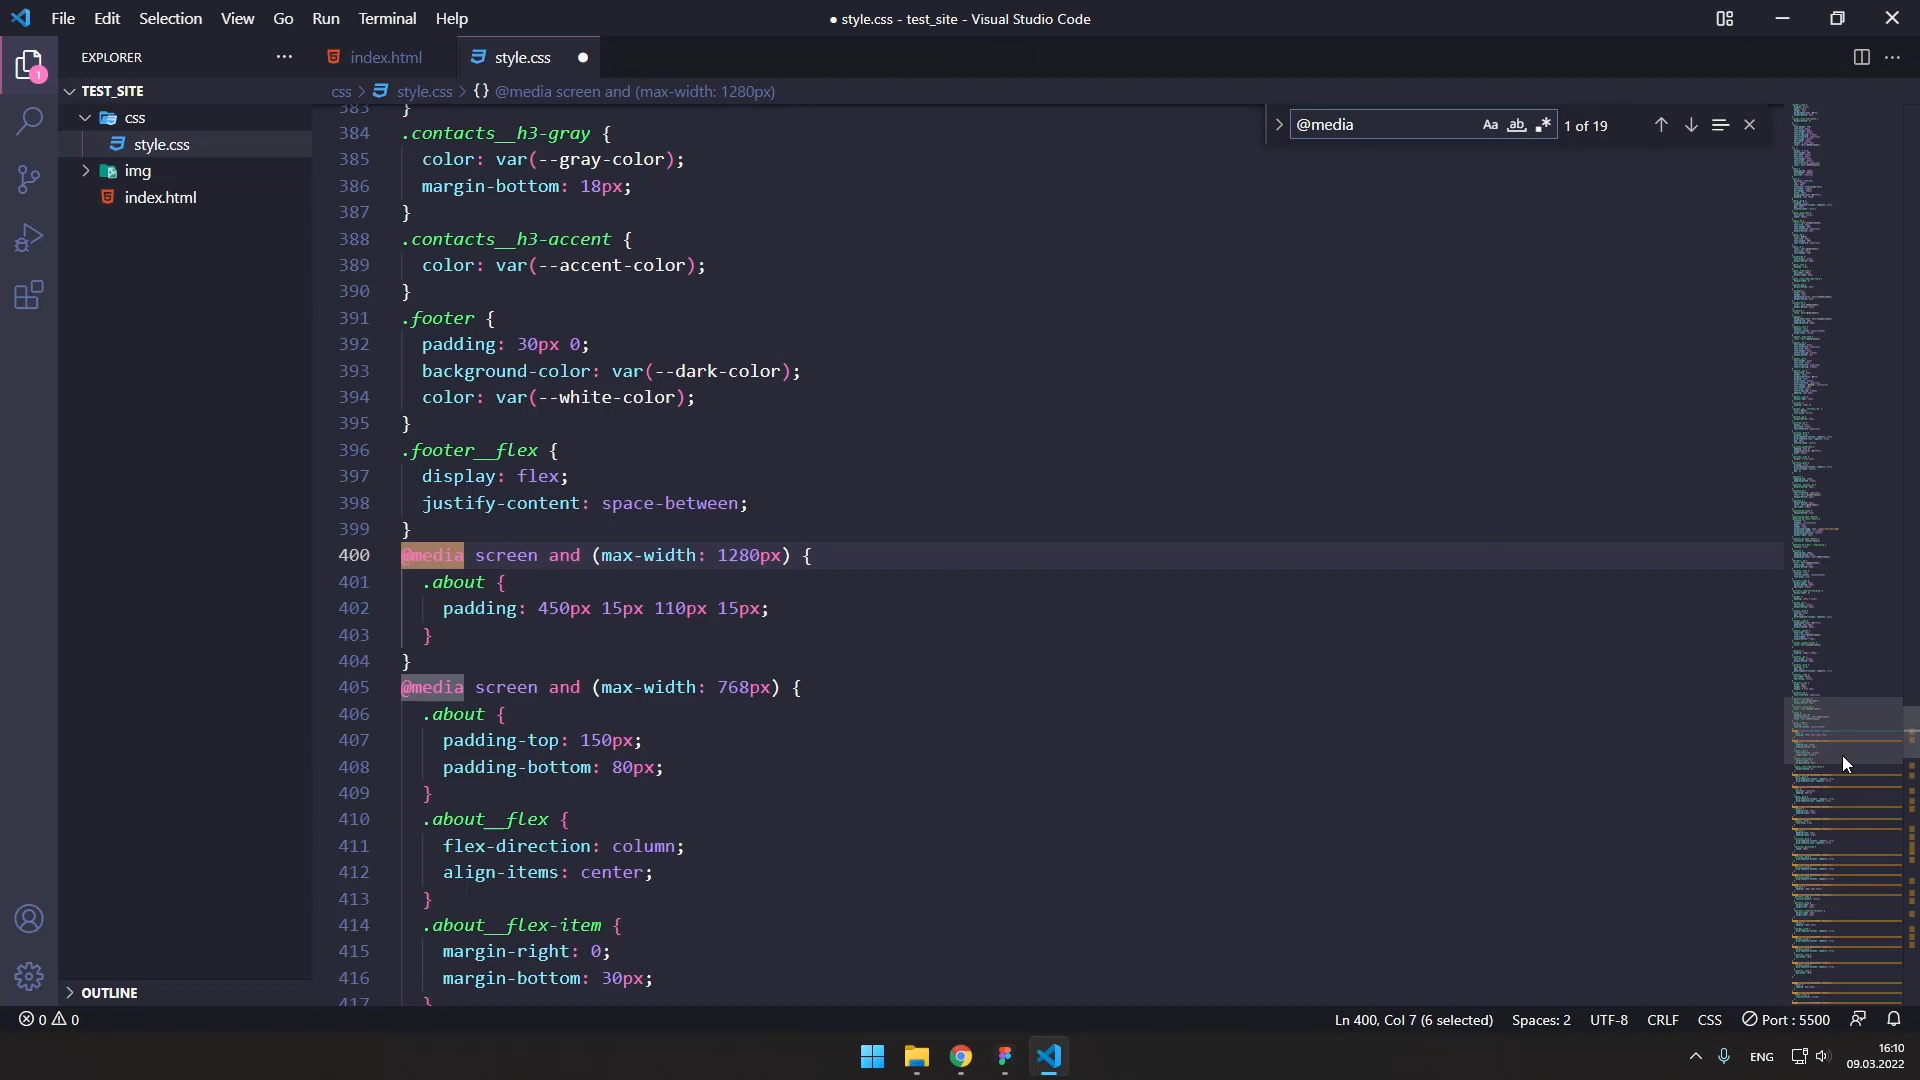 File Edit Selection View Go Run Terminal Help
● style.css - test_site - Visual Studio Code
EXPLORER
index.html
style.css
TEST_SITE
css
style.css
img
index.html
OUTLINE
1
css > style.css > {} @media screen and (max-width: 1280px)
@media
Aa ab .*
1 of 19
383 }
384 .contacts__h3-gray {
385 color: var(--gray-color);
386 margin-bottom: 18px;
387 }
388 .contacts__h3-accent {
389 color: var(--accent-color);
390 }
391 .footer {
392 padding: 30px 0;
393 background-color: var(--dark-color);
394 color: var(--white-color);
395 }
396 .footer__flex {
397 display: flex;
398 justify-content: space-between;
399 }
400 @media screen and (max-width: 1280px) {
401 .about {
402 padding: 450px 15px 110px 15px;
403 }
404 }
405 @media screen and (max-width: 768px) {
406 .about {
407 padding-top: 150px;
408 padding-bottom: 80px;
409 }
410 .about__flex {
411 flex-direction: column;
412 align-items: center;
413 }
414 .about__flex-item {
415 margin-right: 0;
416 margin-bottom: 30px;
417 }
0 0
Ln 400, Col 7 (6 selected) Spaces: 2 UTF-8 CRLF CSS Port : 5500
ENG
16:10
09.03.2022